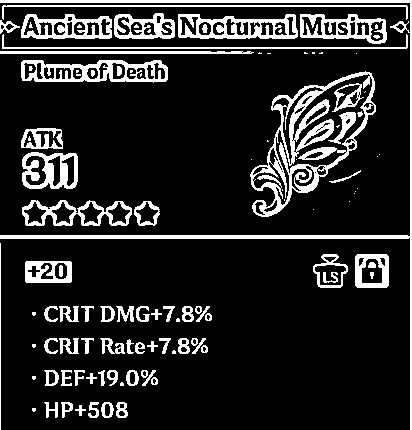 Ancient Sea's Nocturnal Musing
Plume of Death
ATK
311
+20
LS
· CRIT DMG+7.8%
· CRIT Rate+7.8%
· DEF+19.0%
· HP+508